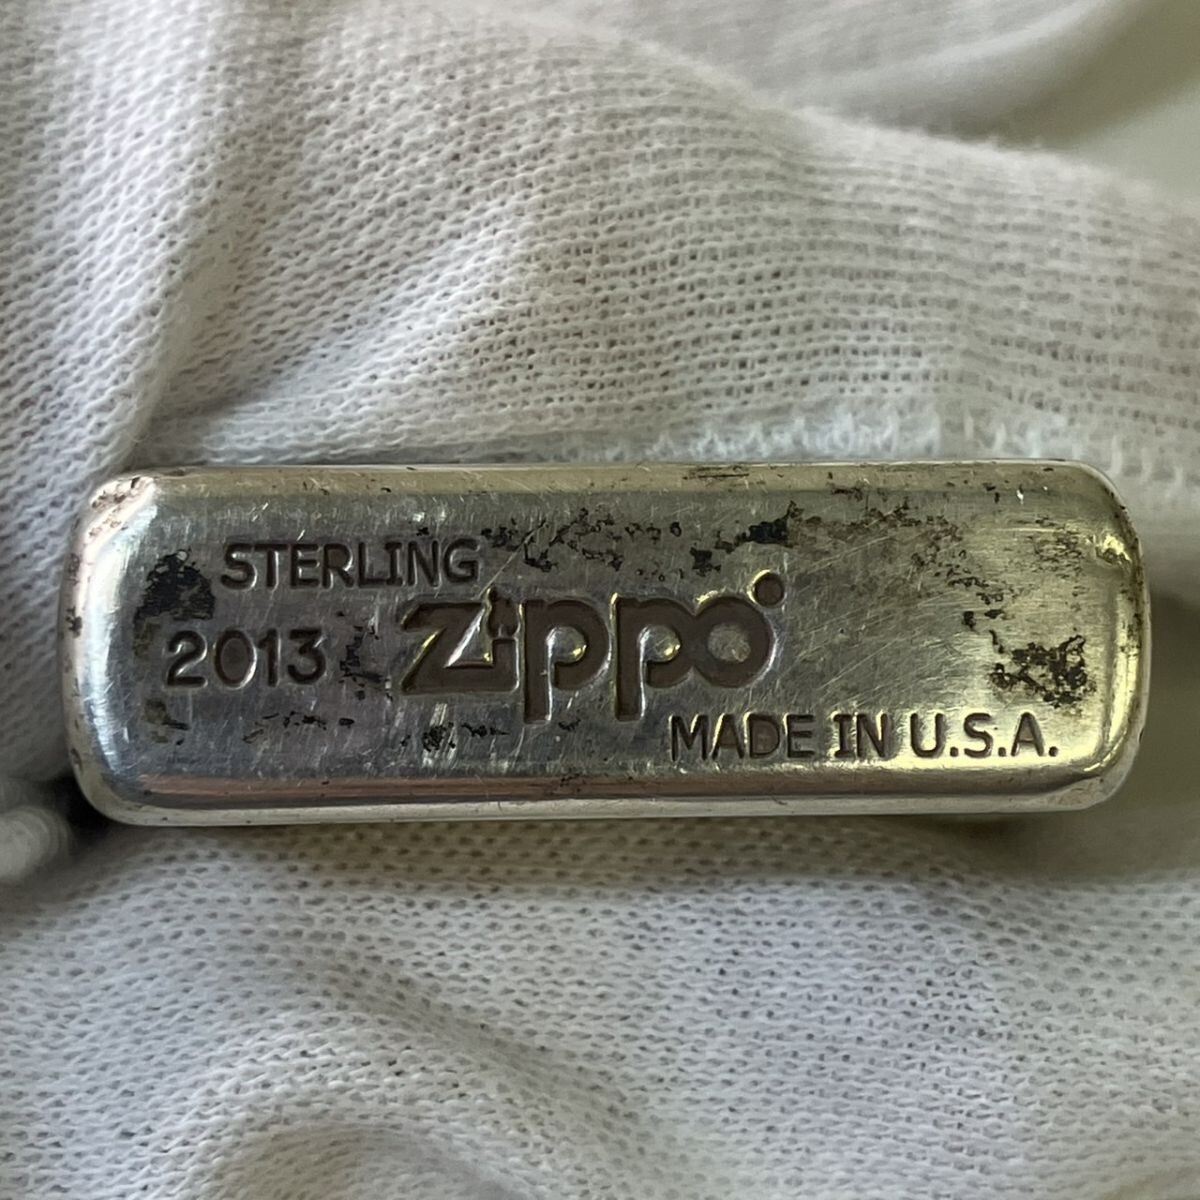 STERLING
2013 zippo
MADE IN U.S.A.